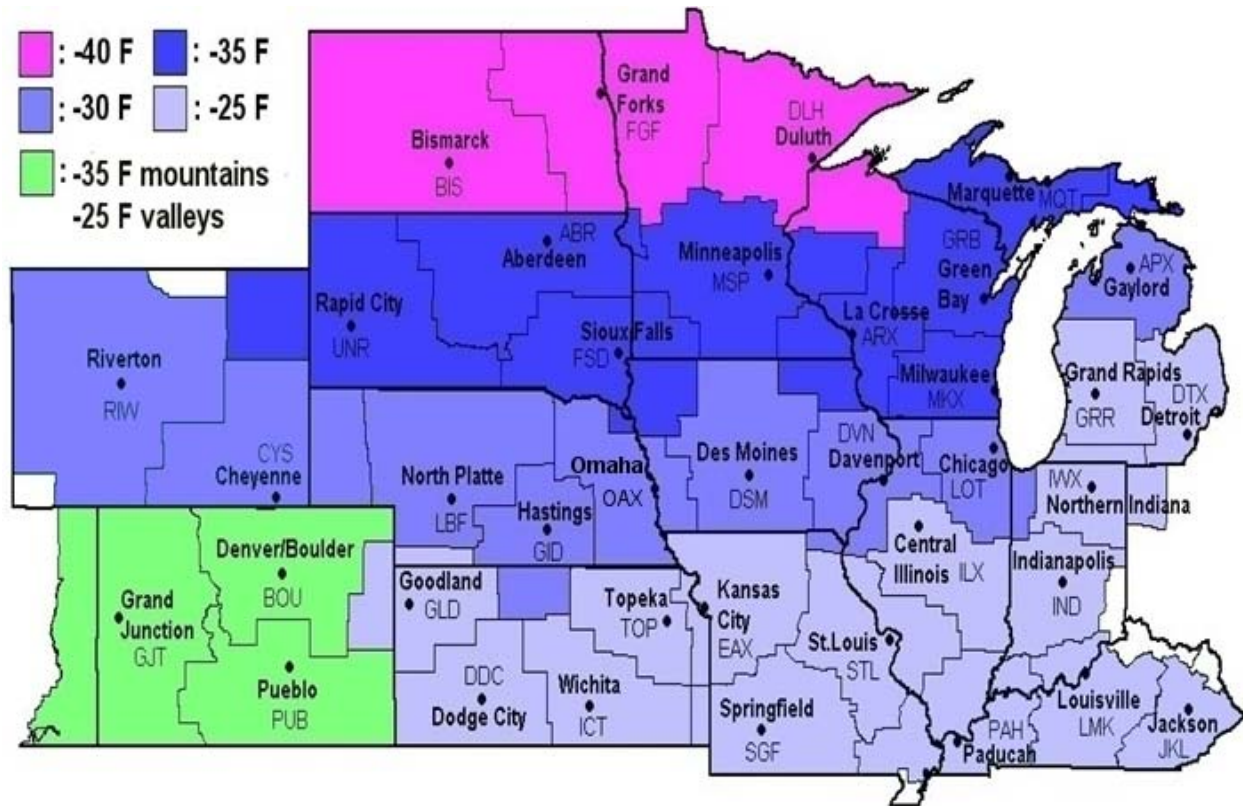 : -40 F
: -35 F
: -30 F
: -25 F
: -35 F mountains
-25 F valleys
Grand
Forks
FGF
DLH
Duluth
Bismarck
BIS
Marquette
MQT
ABR
Aberdeen
Minneapolis
MSP
GRB
Green
Bay
APX
Gaylord
Rapid City
UNR
Sioux Falls
FSD
La Crosse
ARX
Riverton
RIW
Milwaukee
MKX
Grand Rapids
GRR
DTX
Detroit
CYS
Cheyenne
North Platte
LBF
Omaha
OAX
Hastings
GID
Des Moines
DSM
DVN
Davenport
Chicago
LOT
IWX
Northern Indiana
Denver/Boulder
BOU
Grand
Junction
GJT
Pueblo
PUB
Goodland
GLD
Topeka
TOP
Kansas
City
EAX
Central
Illinois
ILX
Indianapolis
IND
St.Louis
STL
DDC
Dodge City
Wichita
ICT
Springfield
SGF
PAH
Paducah
Louisville
LMK
Jackson
JKL